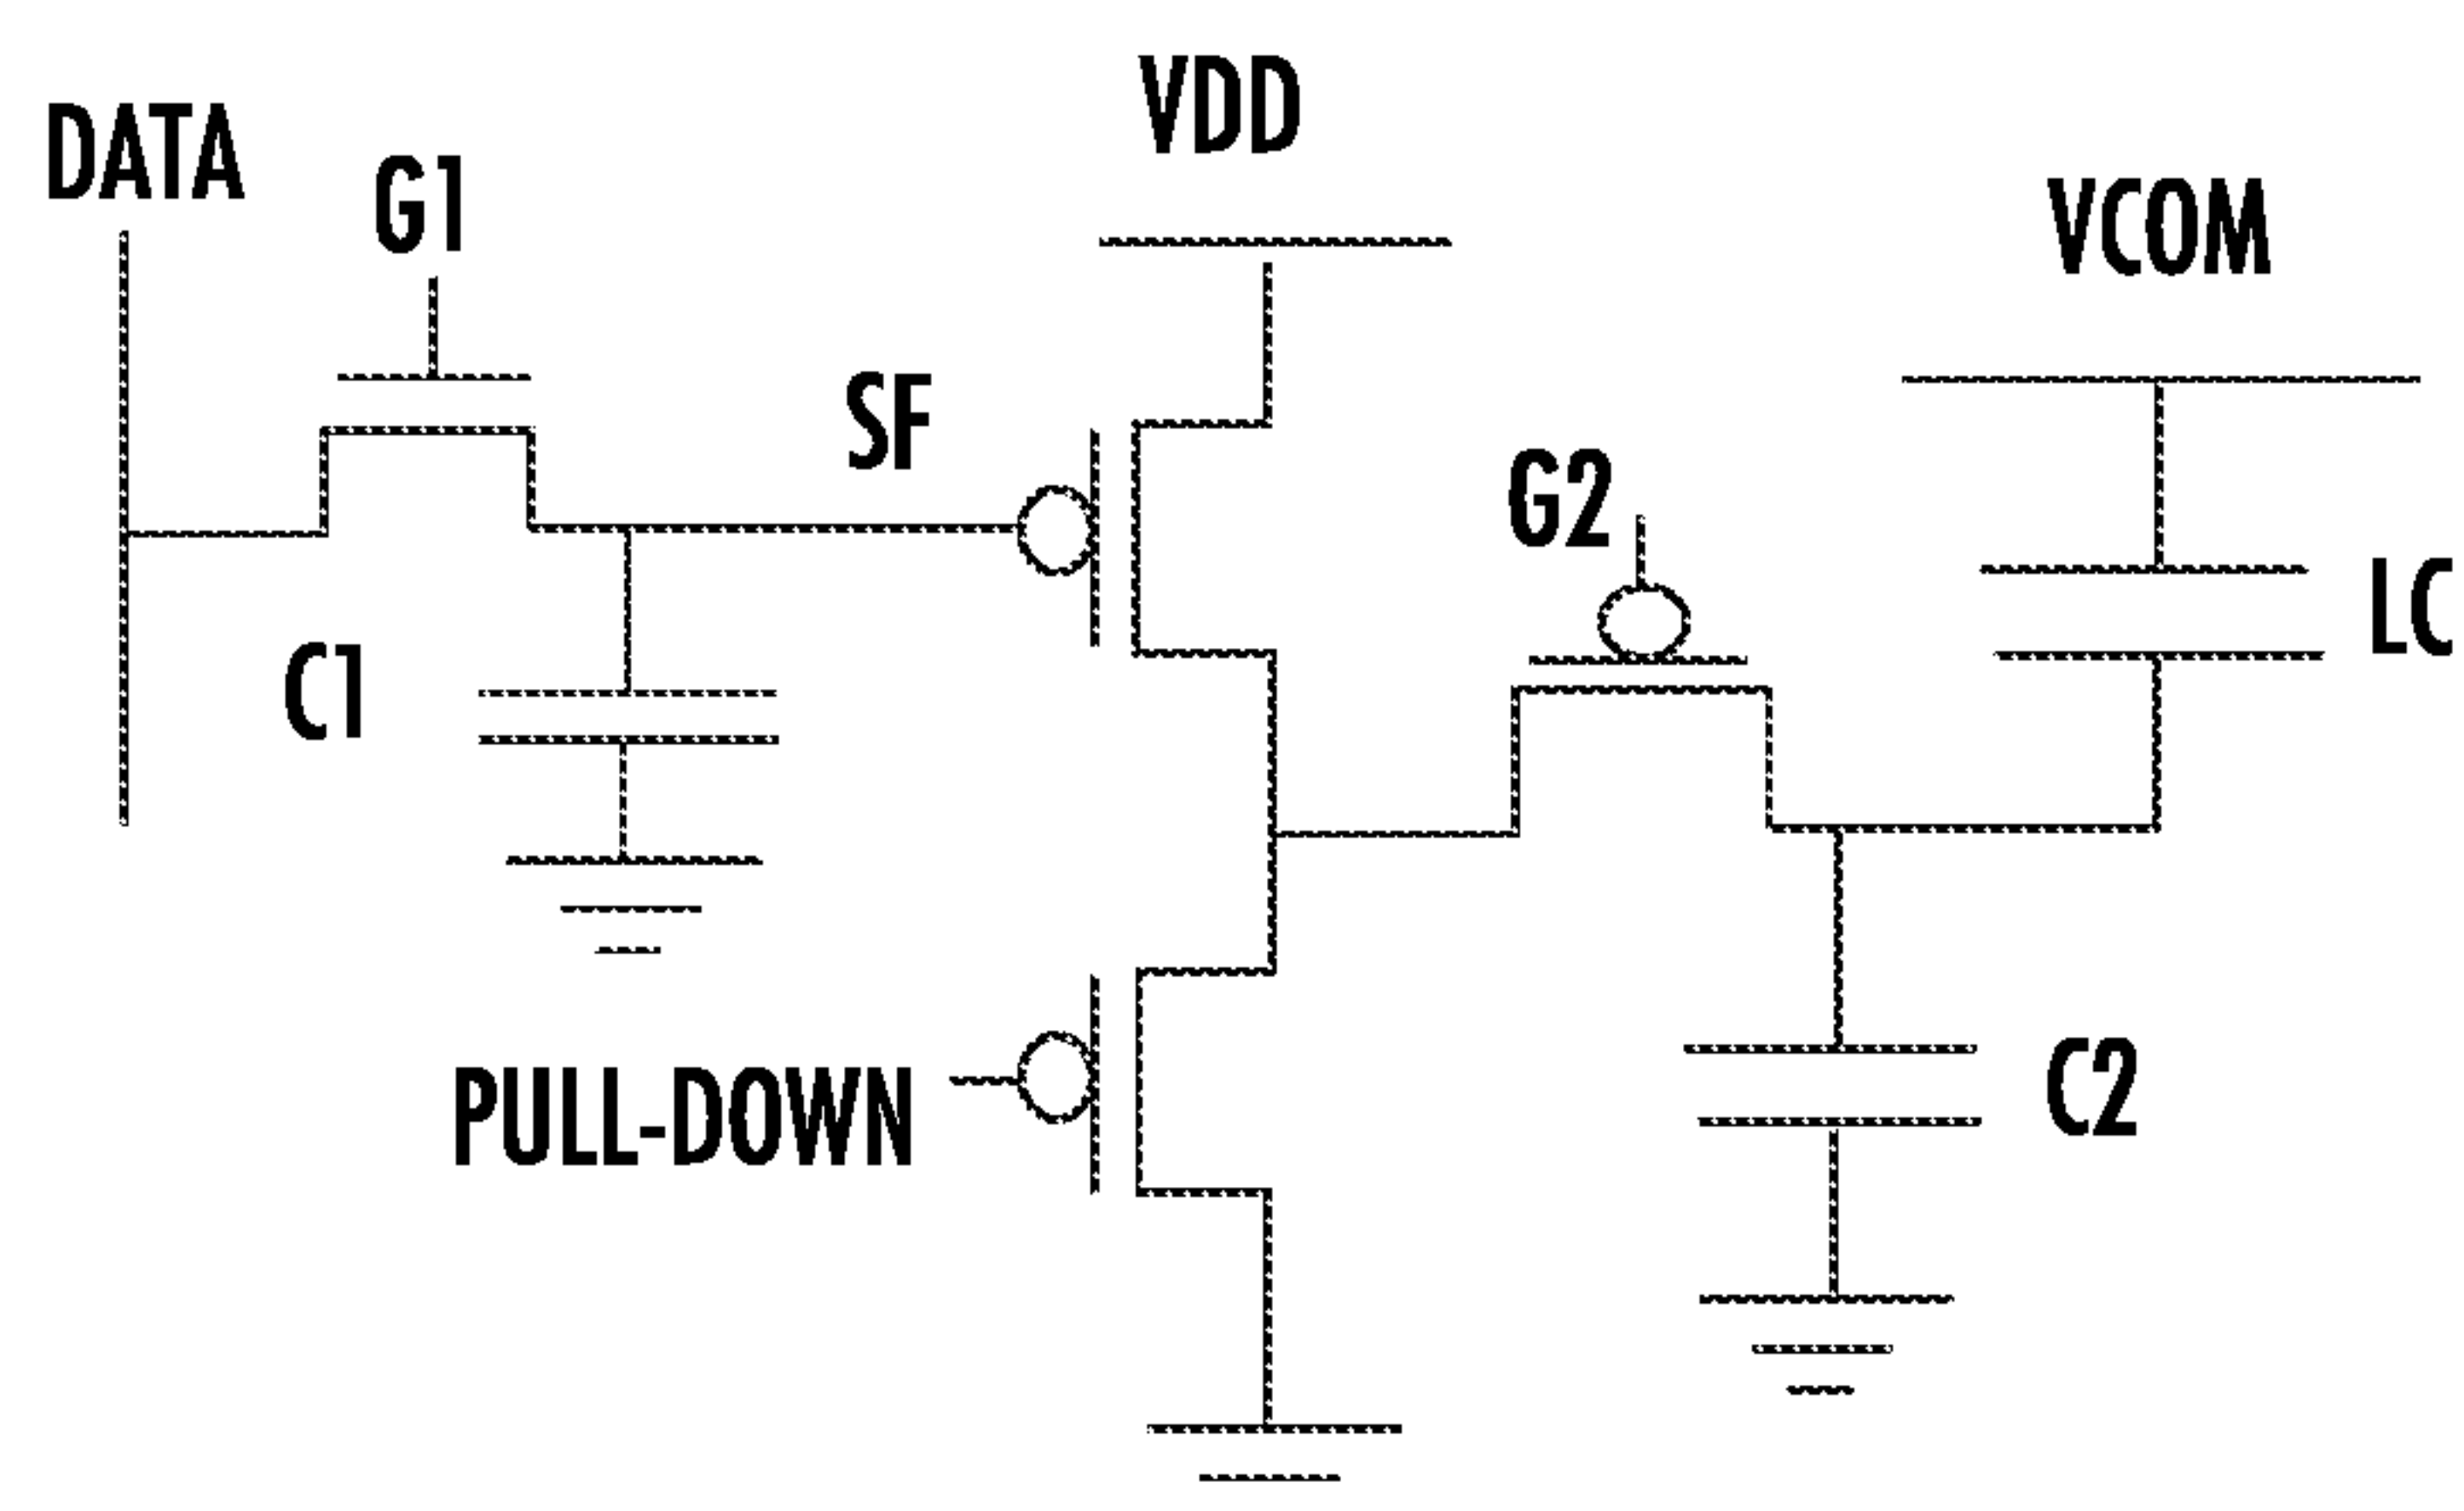 DATA
G1
VDD
VCOM
SF
G2
LC
C1
PULL-DOWN
C2